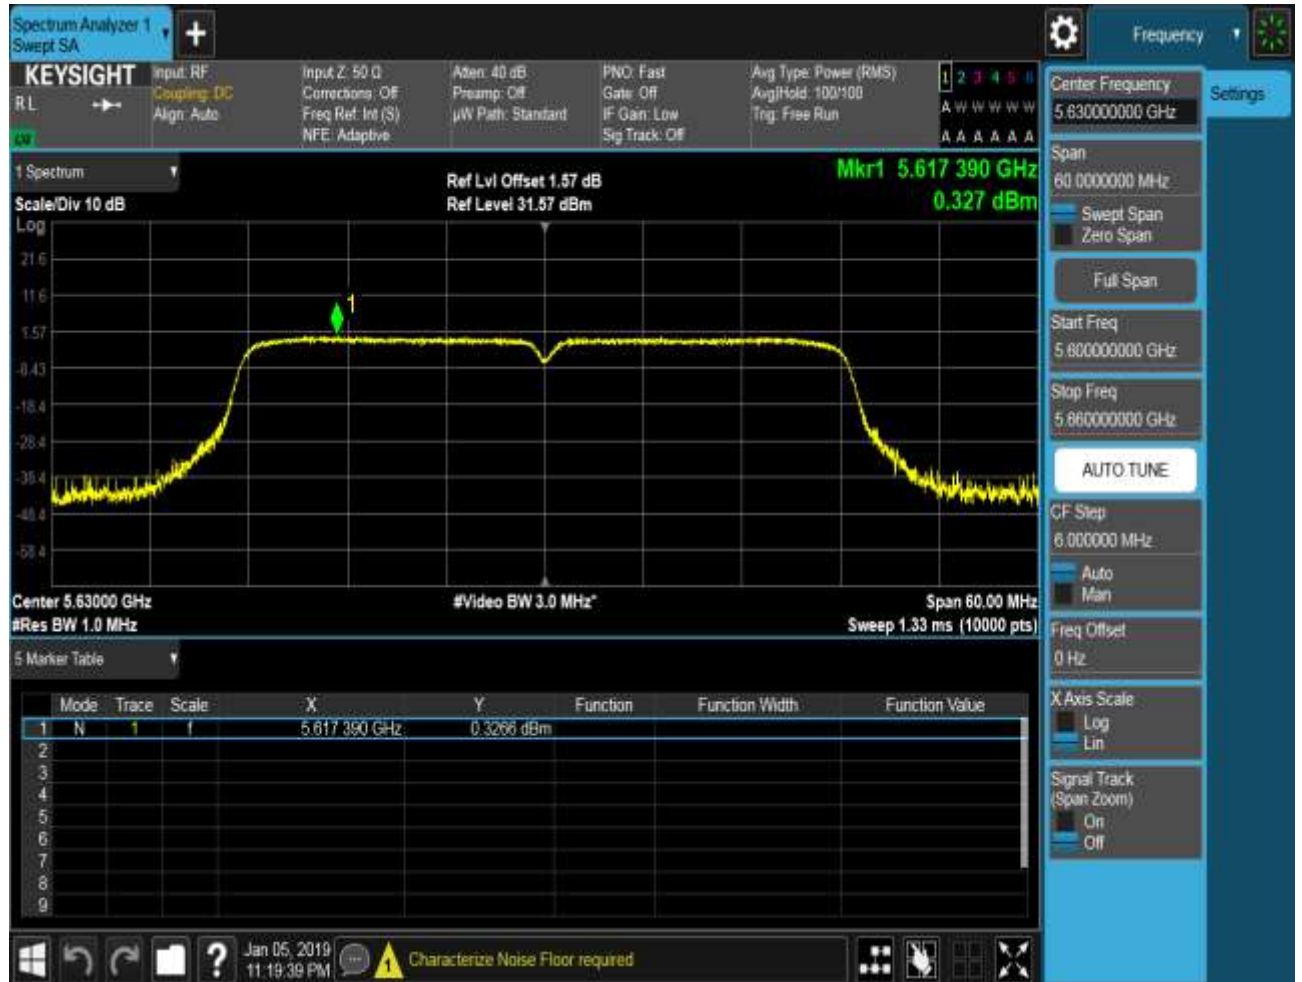 Spectrum Analyzer 1
Swept SA
Frequency
KEYSIGHT
RL
Input: RF
Coupling: DC
Align: Auto
Input Z: 50 Ω
Corrections: Off
Freq Ref: Int (S)
NFE: Adaptive
Atten: 40 dB
Preamp: Off
µW Path: Standard
PNO: Fast
Gate: Off
IF Gain: Low
Sig Track: Off
Avg Type: Power (RMS)
Avg|Hold: 100/100
Trig: Free Run
1 2 3 4 5 6
A W W W W W
A A A A A A
1 Spectrum
Scale/Div 10 dB
Ref Lvl Offset 1.57 dB
Ref Level 31.57 dBm
Mkr1 5.617 390 GHz
0.327 dBm
Log
21.6
11.6
1.57
-8.43
-18.4
-28.4
-38.4
-48.4
-58.4
1
Center 5.63000 GHz
#Res BW 1.0 MHz
#Video BW 3.0 MHz*
Span 60.00 MHz
Sweep 1.33 ms (10000 pts)
5 Marker Table
Mode Trace Scale X Y Function Function Width Function Value
1 N 1 f 5.617 390 GHz 0.3266 dBm
2
3
4
5
6
7
8
9
Jan 05, 2019
11:19:39 PM
Characterize Noise Floor required
Center Frequency
5.630000000 GHz
Settings
Span
60.0000000 MHz
Swept Span
Zero Span
Full Span
Start Freq
5.600000000 GHz
Stop Freq
5.660000000 GHz
AUTO TUNE
CF Step
6.000000 MHz
Auto
Man
Freq Offset
0 Hz
X Axis Scale
Log
Lin
Signal Track
(Span Zoom)
On
Off